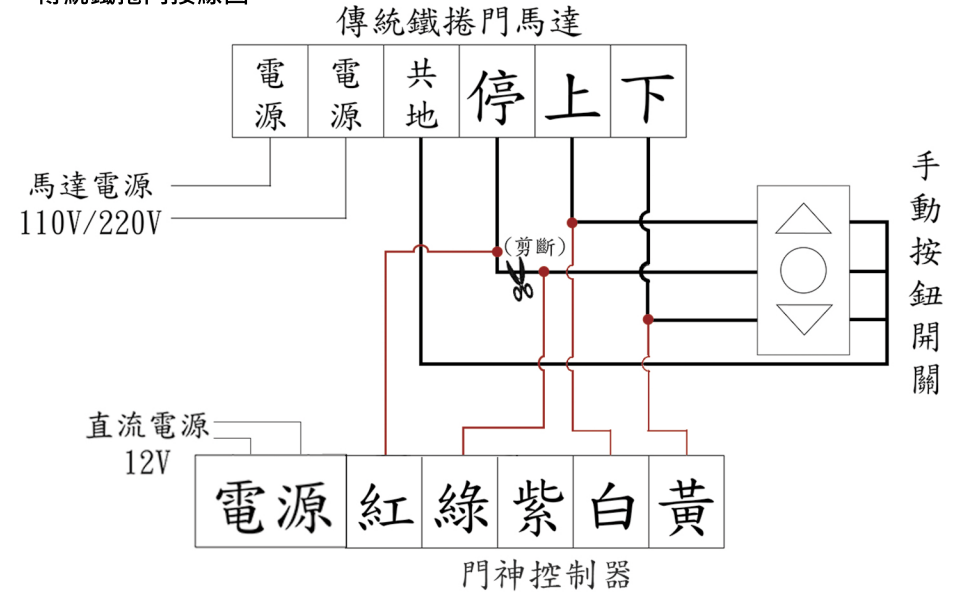 傳統鐵捲門馬達
電源 電源 共地 停 上 下
馬達電源
110V/220V
手動按鈕開關
(剪斷)
直流電源
12V
電源 紅 綠 紫 白 黃
門神控制器